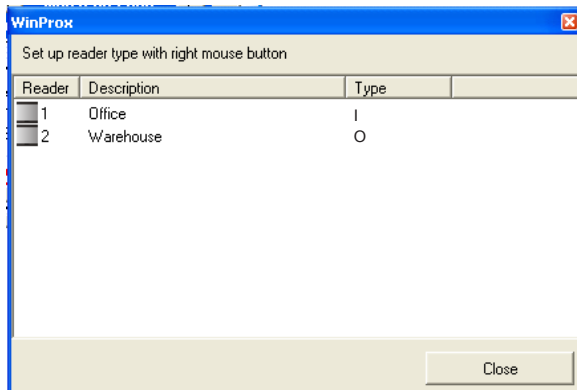 WinProx
Set up reader type with right mouse button
Reader Description Type
1 Office I
2 Warehouse O
Close